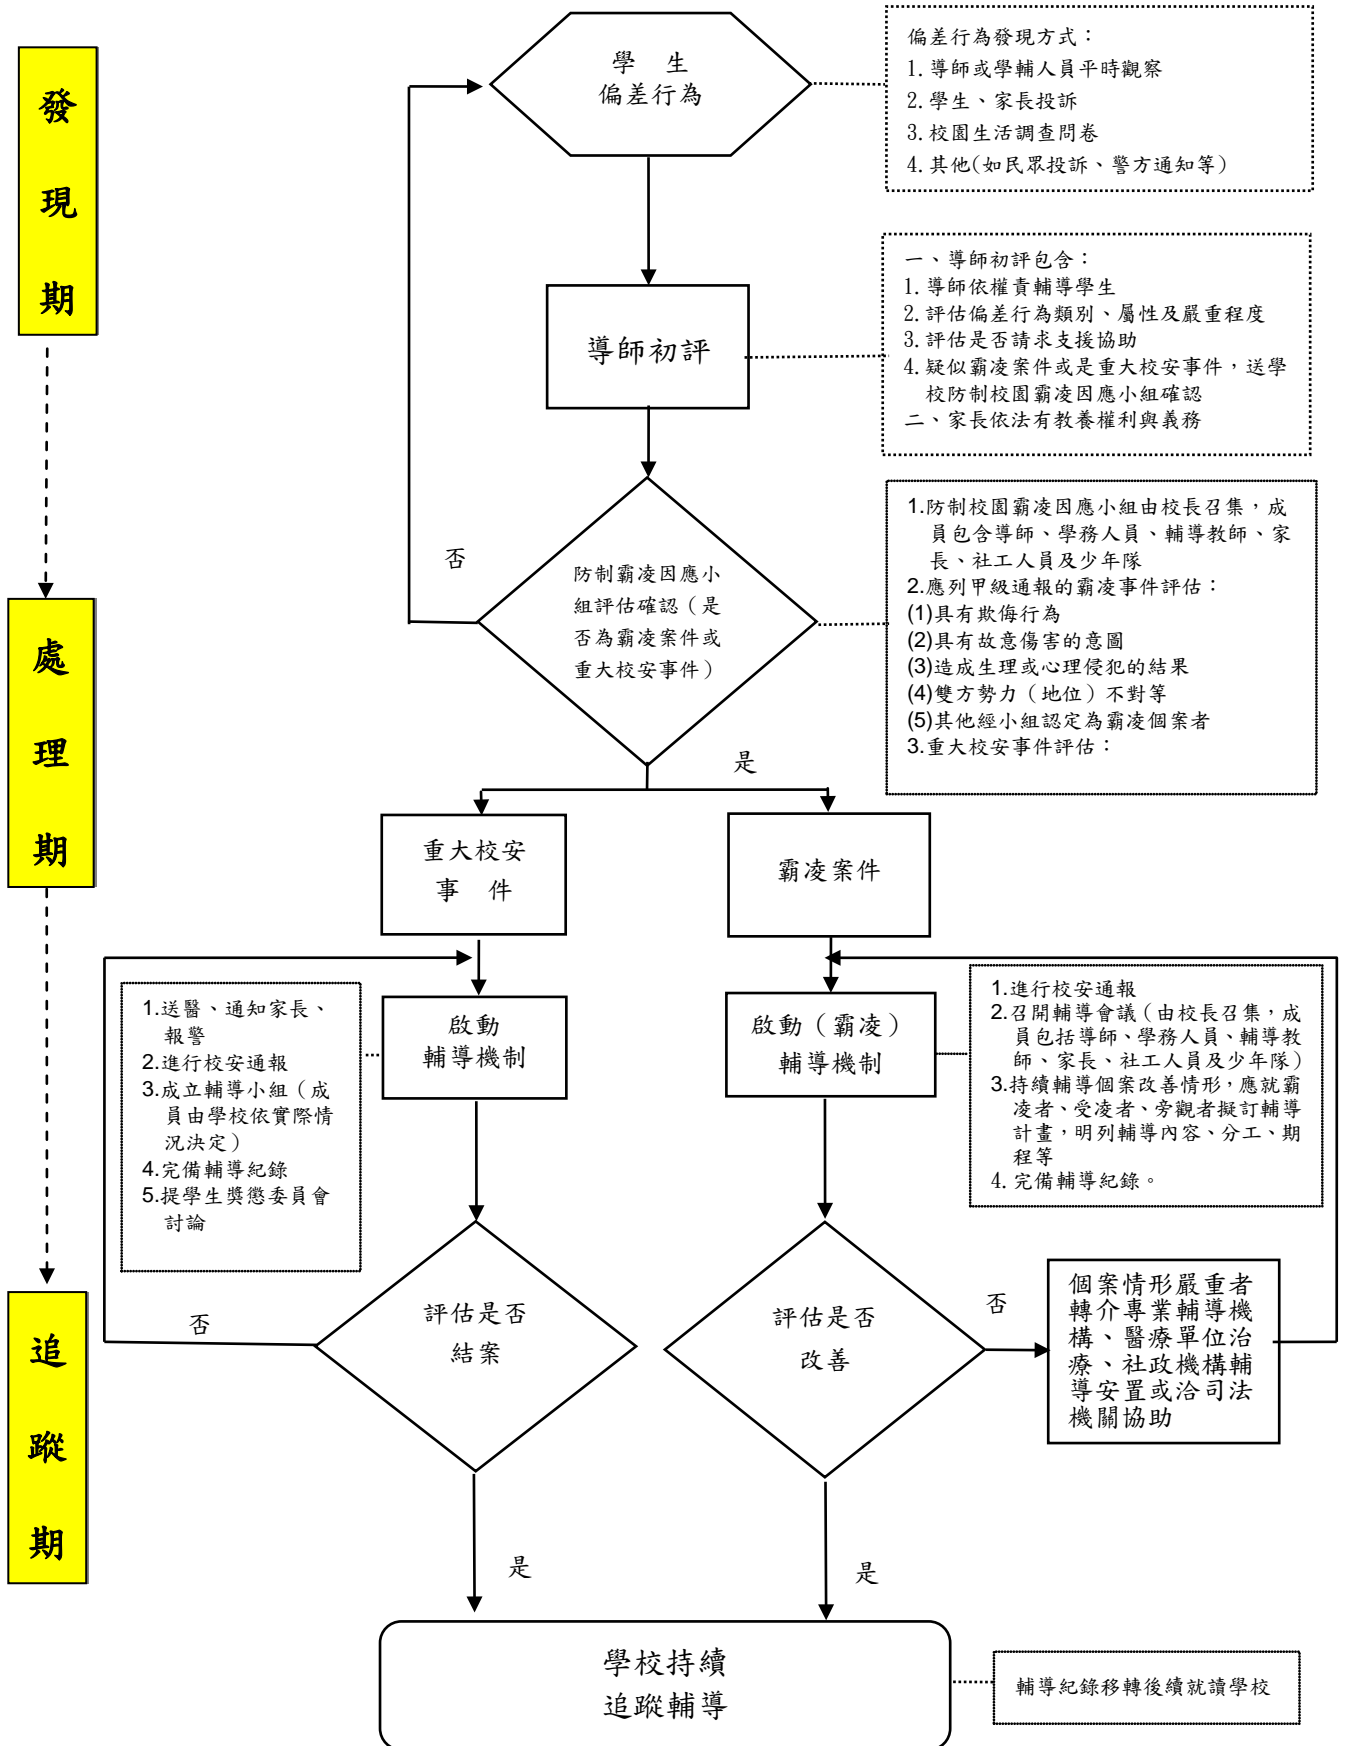 發
現
期
處
理
期
追
蹤
期
學 生
偏差行為
偏差行為發現方式：
1.導師或學輔人員平時觀察
2.學生、家長投訴
3.校園生活調查問卷
4.其他(如民眾投訴、警方通知等)
導師初評
一、導師初評包含：
1.導師依權責輔導學生
2.評估偏差行為類別、屬性及嚴重程度
3.評估是否請求支援協助
4.疑似霸凌案件或是重大校安事件，送學
校防制校園霸凌因應小組確認
二、家長依法有教養權利與義務
否
防制霸凌因應小
組評估確認（是
否為霸凌案件或
重大校安事件）
是
1.防制校園霸凌因應小組由校長召集，成
員包含導師、學務人員、輔導教師、家
長、社工人員及少年隊
2.應列甲級通報的霸凌事件評估：
(1)具有欺侮行為
(2)具有故意傷害的意圖
(3)造成生理或心理侵犯的結果
(4)雙方勢力（地位）不對等
(5)其他經小組認定為霸凌個案者
3.重大校安事件評估：
重大校安
事 件
霸凌案件
1.送醫、通知家長、
報警
2.進行校安通報
3.成立輔導小組（成
員由學校依實際情
況決定）
4.完備輔導紀錄
5.提學生獎懲委員會
討論
啟動
輔導機制
啟動（霸凌）
輔導機制
1.進行校安通報
2.召開輔導會議（由校長召集，成
員包括導師、學務人員、輔導教
師、家長、社工人員及少年隊）
3.持續輔導個案改善情形，應就霸
凌者、受凌者、旁觀者擬訂輔導
計畫，明列輔導內容、分工、期
程等
4.完備輔導紀錄。
否
評估是否
結案
是
評估是否
改善
否
是
個案情形嚴重者
轉介專業輔導機
構、醫療單位治
療、社政機構輔
導安置或洽司法
機關協助
學校持續
追蹤輔導
輔導紀錄移轉後續就讀學校